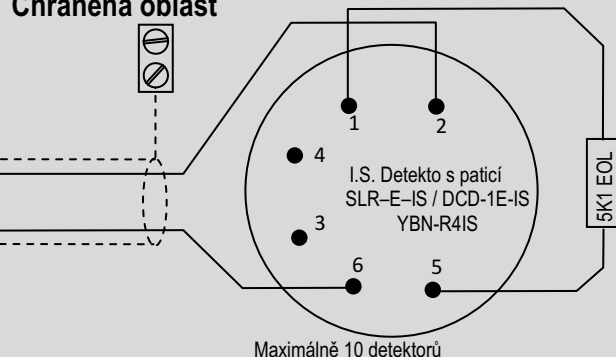 Chráněná oblast
1
2
4
I.S. Detekto s paticí
SLR–E–IS / DCD-1E-IS
YBN-R4IS
3
6
5
5K1 EOL
Maximálně 10 detektorů